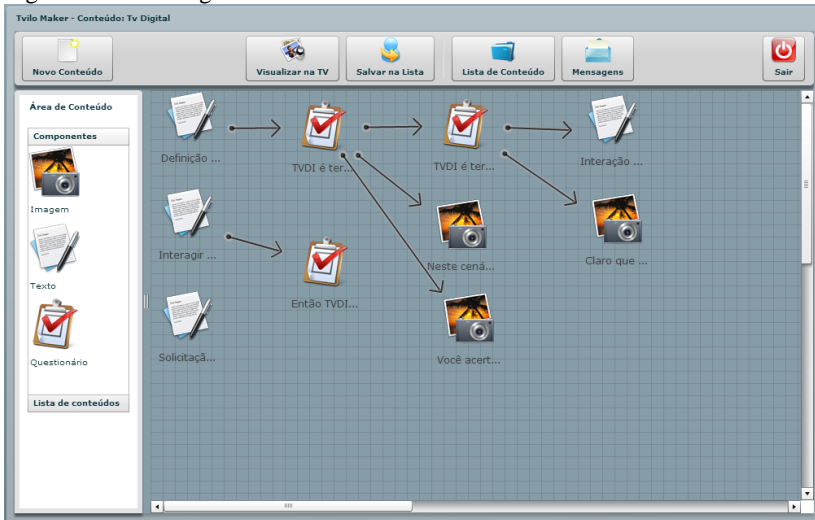 Tvilo Maker - Conteúdo: Tv Digital
Novo Conteúdo
Visualizar na TV
Salvar na Lista
Lista de Conteúdo
Mensagens
Sair
Área de Conteúdo
Componentes
Imagem
Texto
Questionário
Lista de conteúdos
Definição ...
TVDI é ter...
TVDI é ter...
Interação ...
Interagir ...
Então TVDI...
Neste cená...
Claro que ...
Solicitaçã...
Você acert...